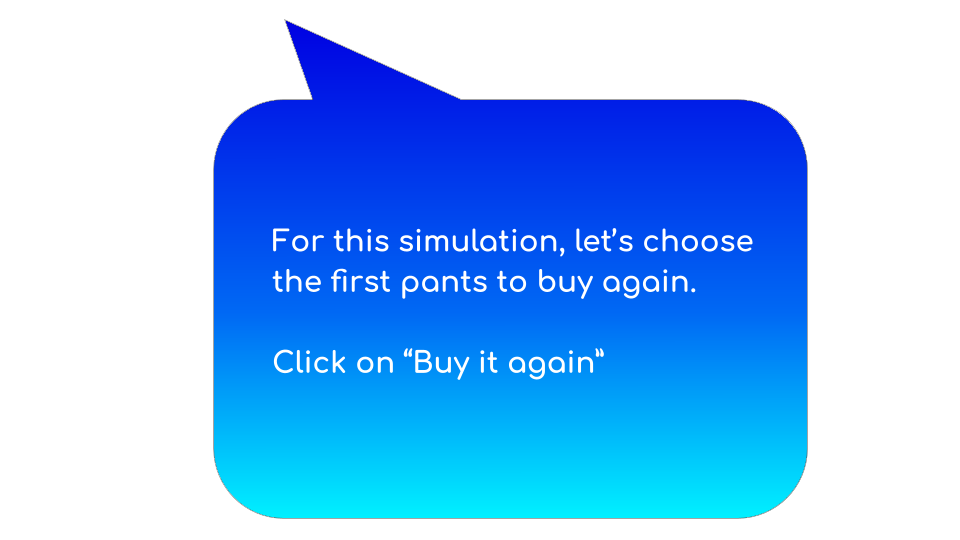 For this simulation, let’s choose
the first pants to buy again.
Click on “Buy it again”